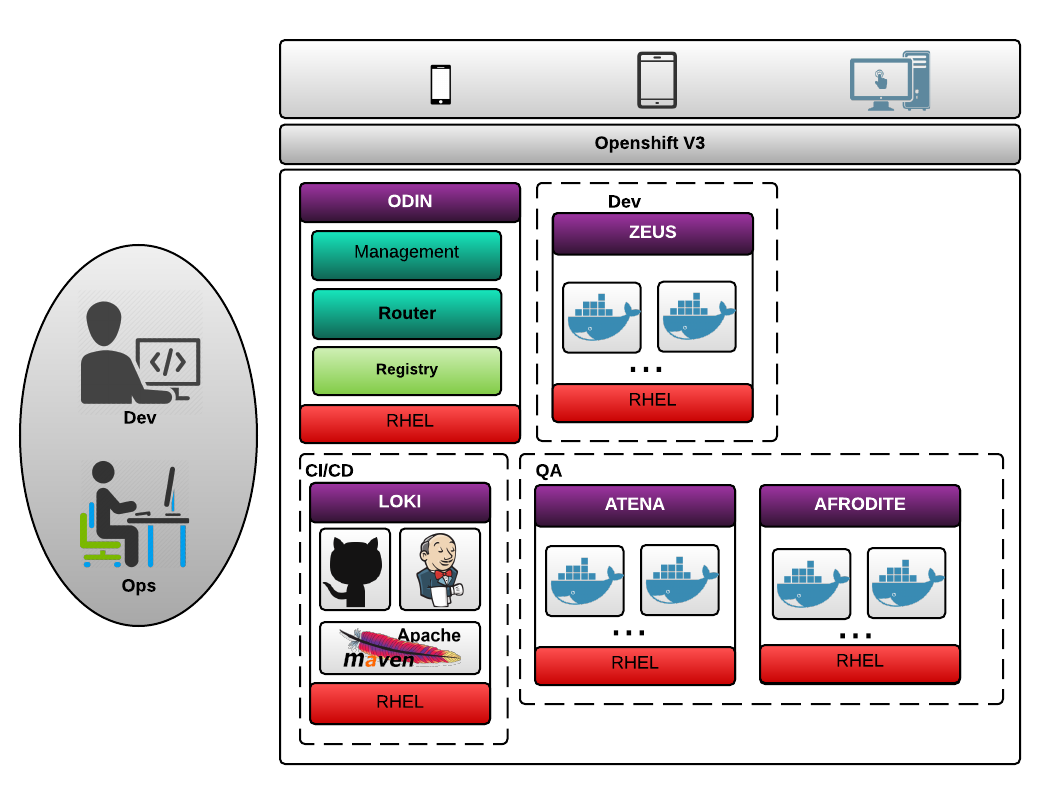 Openshift V3
ODIN
Management
Router
Registry
RHEL
Dev
ZEUS
...
RHEL
Dev
Ops
CI/CD
LOKI
Apache
maven
RHEL
QA
ATENA
...
RHEL
AFRODITE
...
RHEL